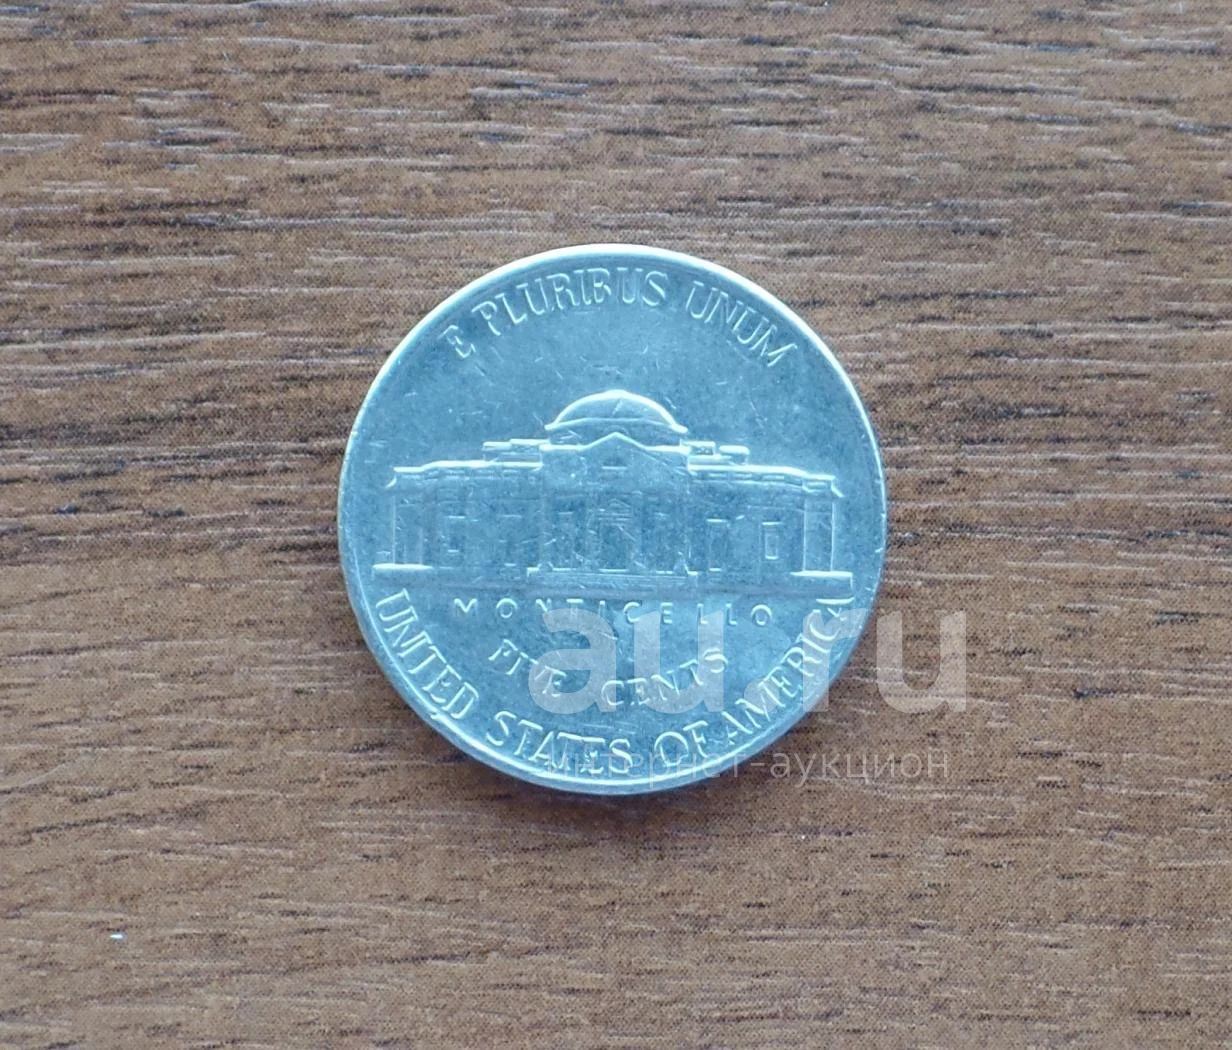 E PLURIBUS UNUM
MONTICELLO
FIVE CENTS
UNITED STATES OF AMERICA
au.ru
интернет-аукцион